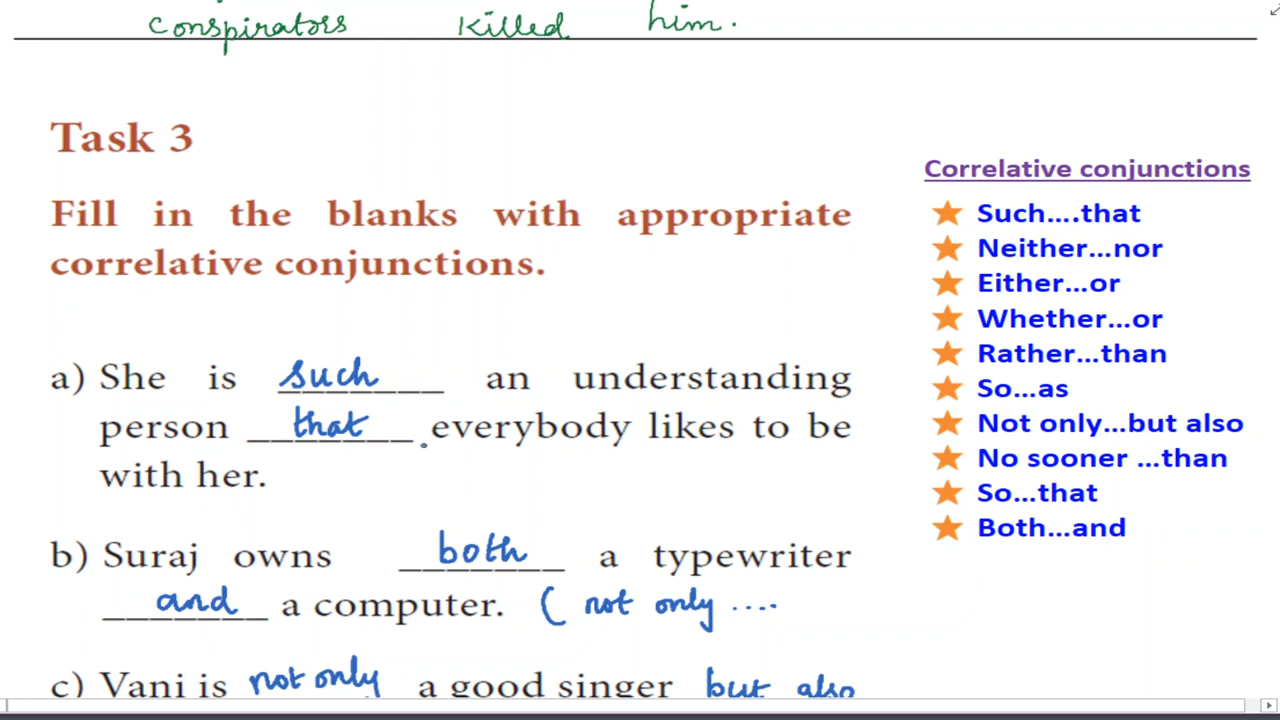 conspirators killed him.
Task 3
Fill in the blanks with appropriate
correlative conjunctions.
a) She is such an understanding
person that everybody likes to be
with her.
b) Suraj owns both a typewriter
and a computer. ( not only ....
c) Vani is not only a good singer but also
Correlative conjunctions
Such....that
Neither...nor
Either...or
Whether...or
Rather...than
So...as
Not only...but also
No sooner ...than
So...that
Both...and